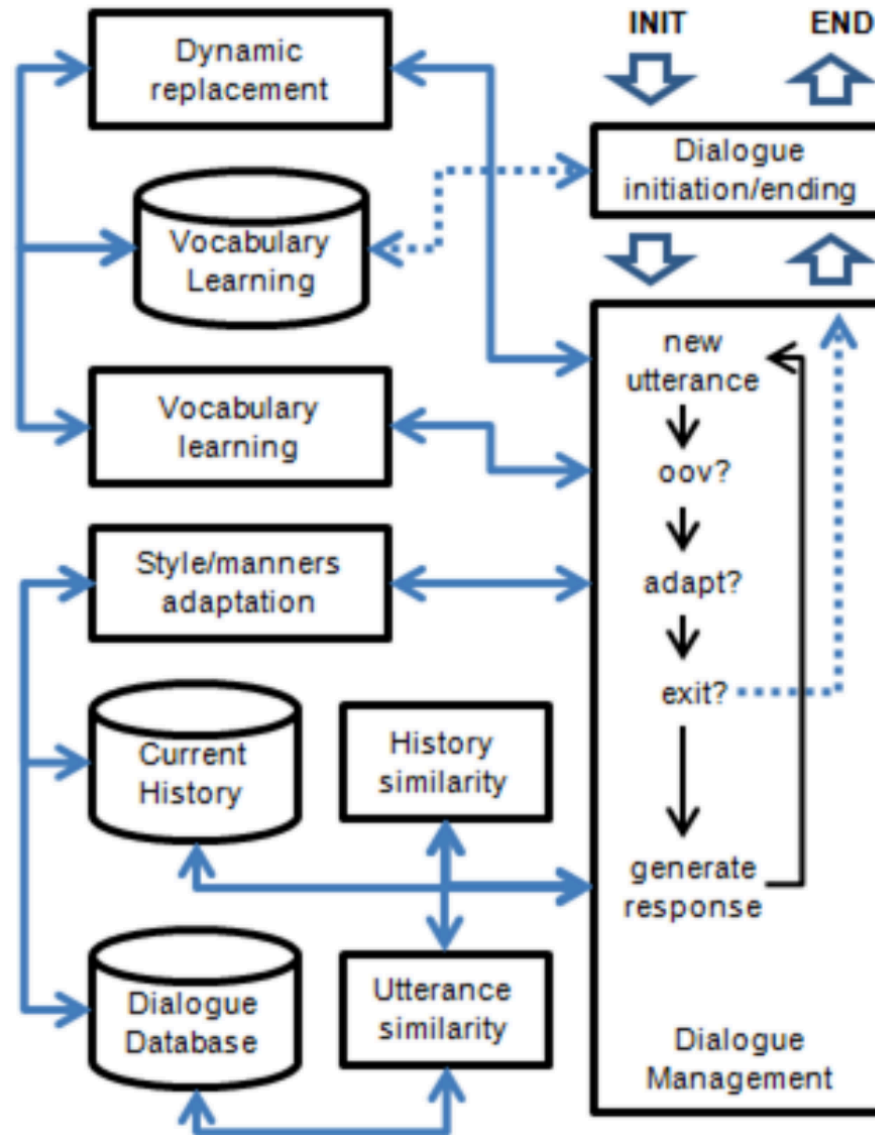 INIT
END
Dynamic
replacement
Dialogue
initiation/ending
Vocabulary
Learning
new
utterance
Vocabulary
learning
oov?
Style/manners
adaptation
adapt?
exit?
Current
History
History
similarity
generate
response
Dialogue
Database
Utterance
similarity
Dialogue
Management